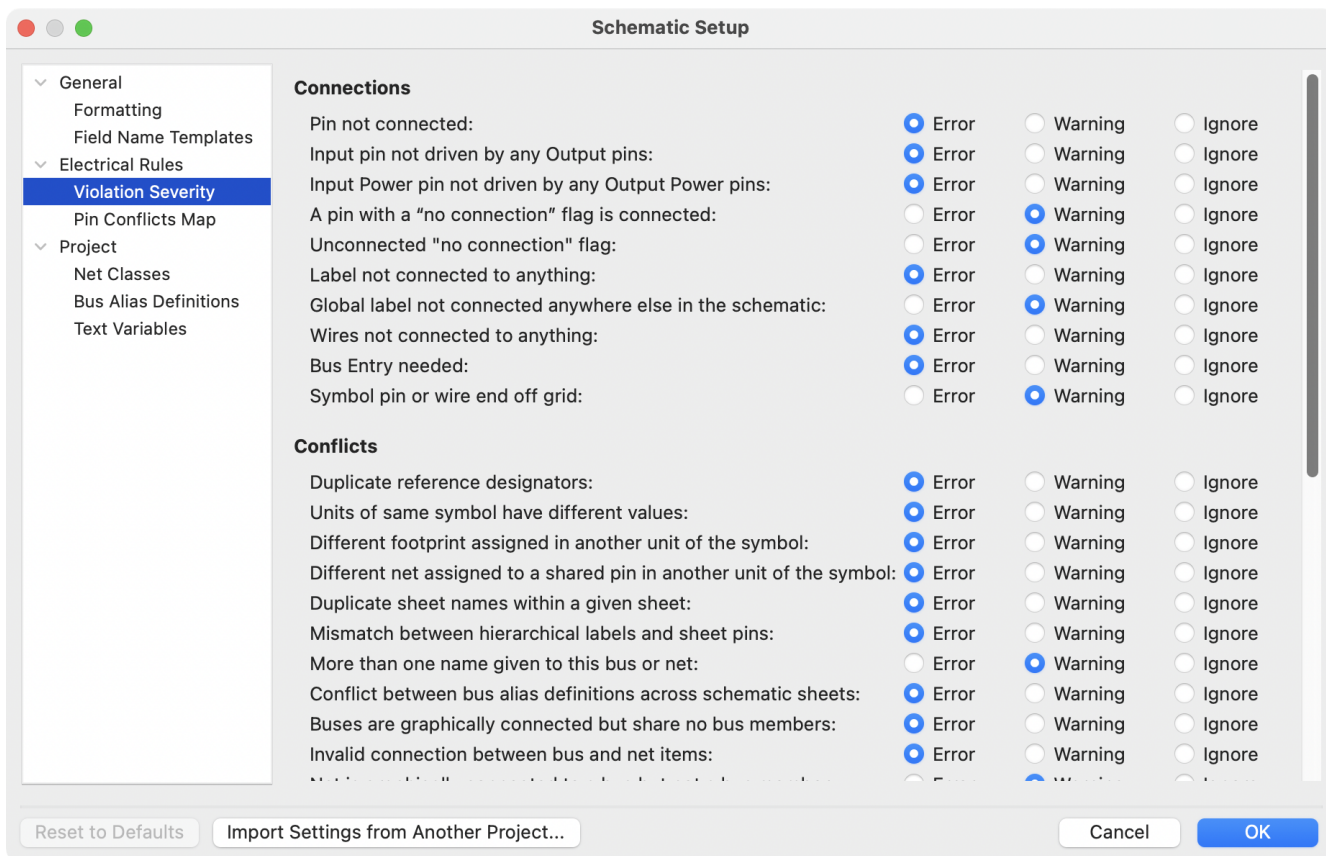 Schematic Setup
General
Formatting
Field Name Templates
Electrical Rules
Violation Severity
Pin Conflicts Map
Project
Net Classes
Bus Alias Definitions
Text Variables
Connections
Pin not connected: Error Warning Ignore
Input pin not driven by any Output pins: Error Warning Ignore
Input Power pin not driven by any Output Power pins: Error Warning Ignore
A pin with a “no connection” flag is connected: Error Warning Ignore
Unconnected "no connection" flag: Error Warning Ignore
Label not connected to anything: Error Warning Ignore
Global label not connected anywhere else in the schematic: Error Warning Ignore
Wires not connected to anything: Error Warning Ignore
Bus Entry needed: Error Warning Ignore
Symbol pin or wire end off grid: Error Warning Ignore
Conflicts
Duplicate reference designators: Error Warning Ignore
Units of same symbol have different values: Error Warning Ignore
Different footprint assigned in another unit of the symbol: Error Warning Ignore
Different net assigned to a shared pin in another unit of the symbol: Error Warning Ignore
Duplicate sheet names within a given sheet: Error Warning Ignore
Mismatch between hierarchical labels and sheet pins: Error Warning Ignore
More than one name given to this bus or net: Error Warning Ignore
Conflict between bus alias definitions across schematic sheets: Error Warning Ignore
Buses are graphically connected but share no bus members: Error Warning Ignore
Invalid connection between bus and net items: Error Warning Ignore
Reset to Defaults
Import Settings from Another Project...
Cancel
OK